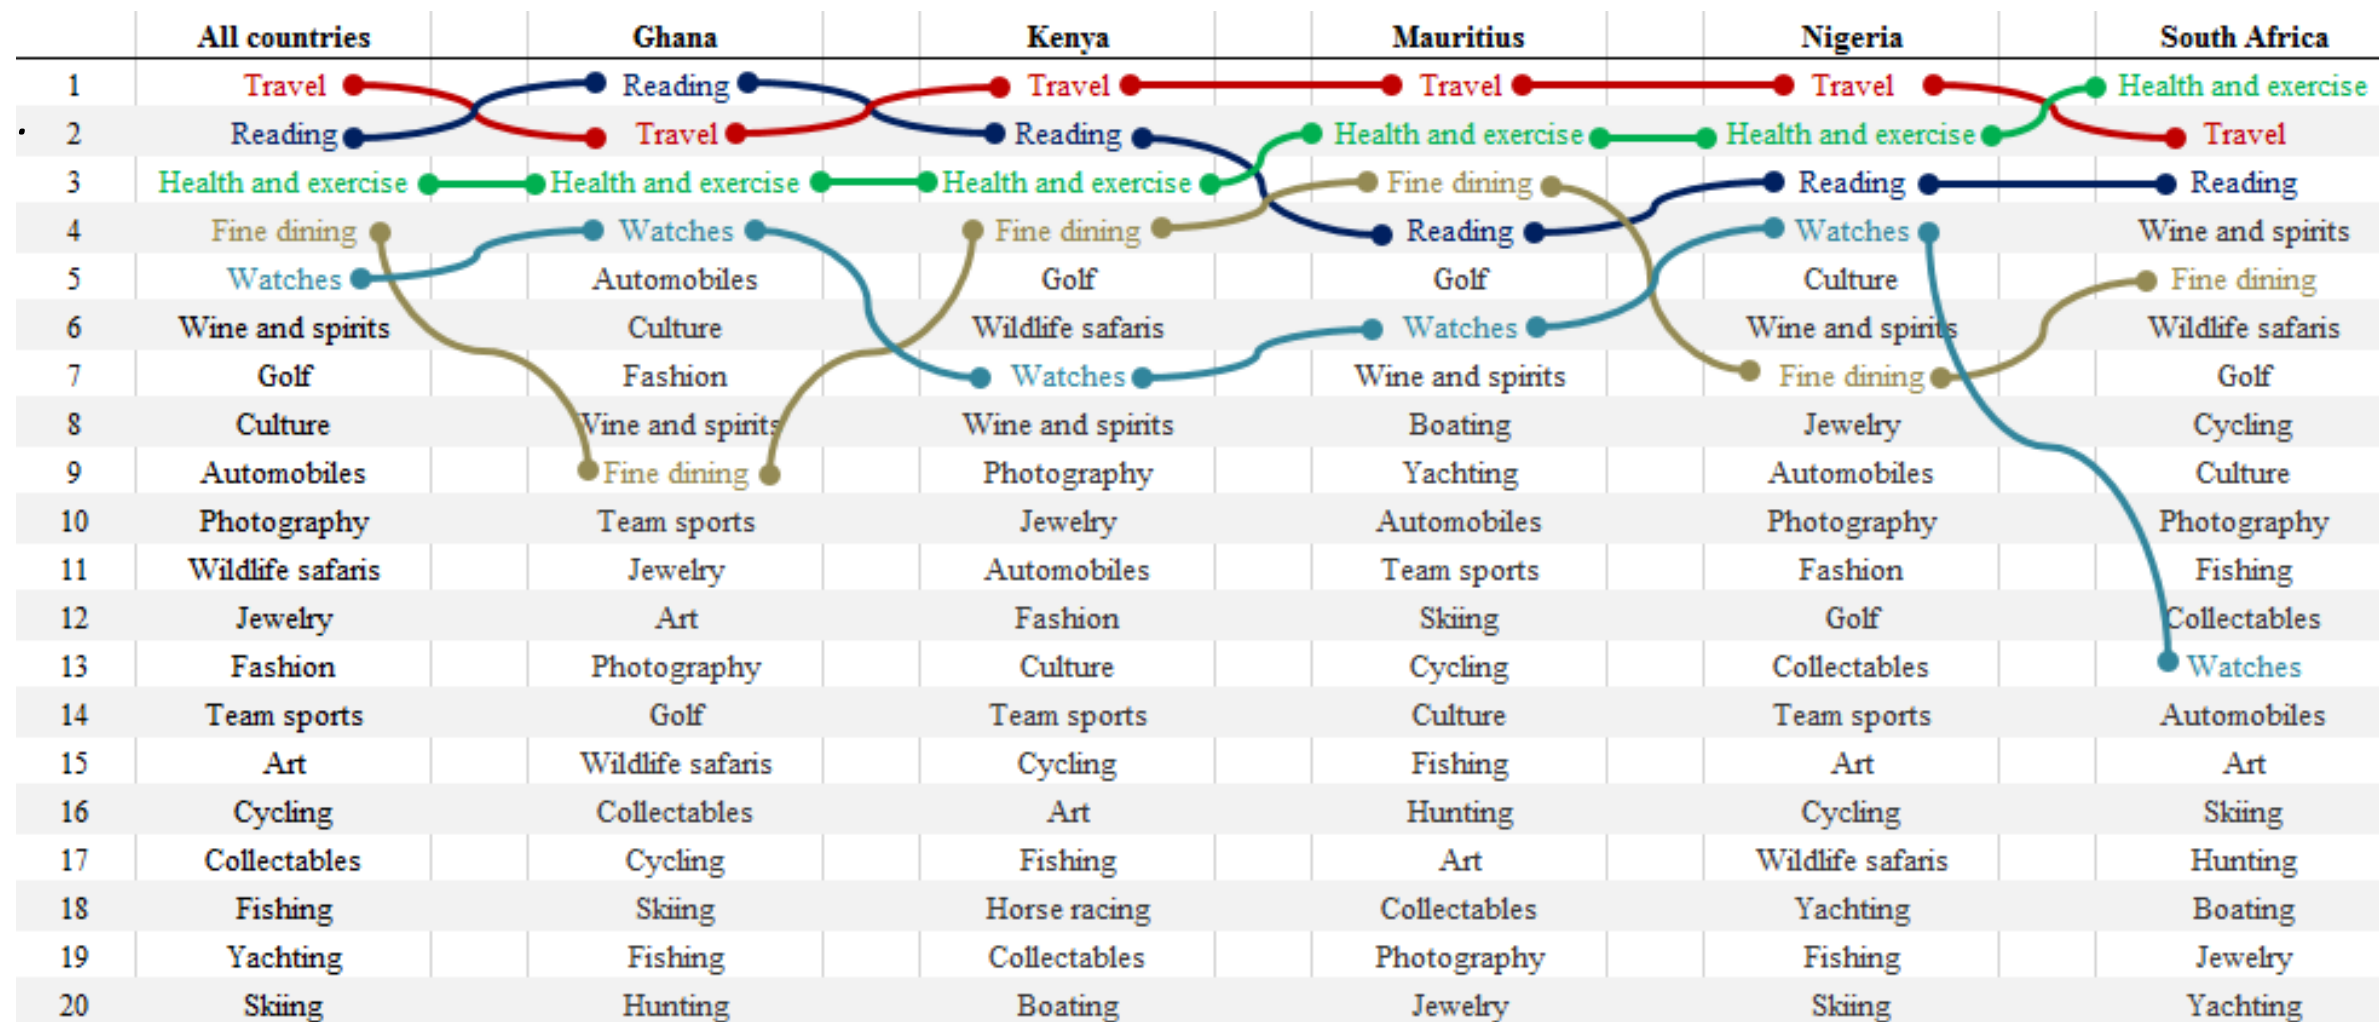 All countries Ghana Kenya Mauritius Nigeria South Africa
1 Travel Reading Travel Travel Travel Health and exercise
2 Reading Travel Reading Health and exercise Health and exercise Travel
3 Health and exercise Health and exercise Health and exercise Fine dining Reading Reading
4 Fine dining Watches Fine dining Reading Watches Wine and spirits
5 Watches Automobiles Golf Golf Culture Fine dining
6 Wine and spirits Culture Wildlife safaris Watches Wine and spirits Wildlife safaris
7 Golf Fashion Watches Wine and spirits Fine dining Golf
8 Culture Wine and spirits Wine and spirits Boating Jewelry Cycling
9 Automobiles Fine dining Photography Yachting Automobiles Culture
10 Photography Team sports Jewelry Automobiles Photography Photography
11 Wildlife safaris Jewelry Automobiles Team sports Fashion Fishing
12 Jewelry Art Fashion Skiing Golf Collectables
13 Fashion Photography Culture Cycling Collectables Watches
14 Team sports Golf Team sports Culture Team sports Automobiles
15 Art Wildlife safaris Cycling Fishing Art Art
16 Cycling Collectables Art Hunting Cycling Skiing
17 Collectables Cycling Fishing Art Wildlife safaris Hunting
18 Fishing Skiing Horse racing Collectables Yachting Boating
19 Yachting Fishing Collectables Photography Fishing Jewelry
20 Skiing Hunting Boating Jewelry Skiing Yachting